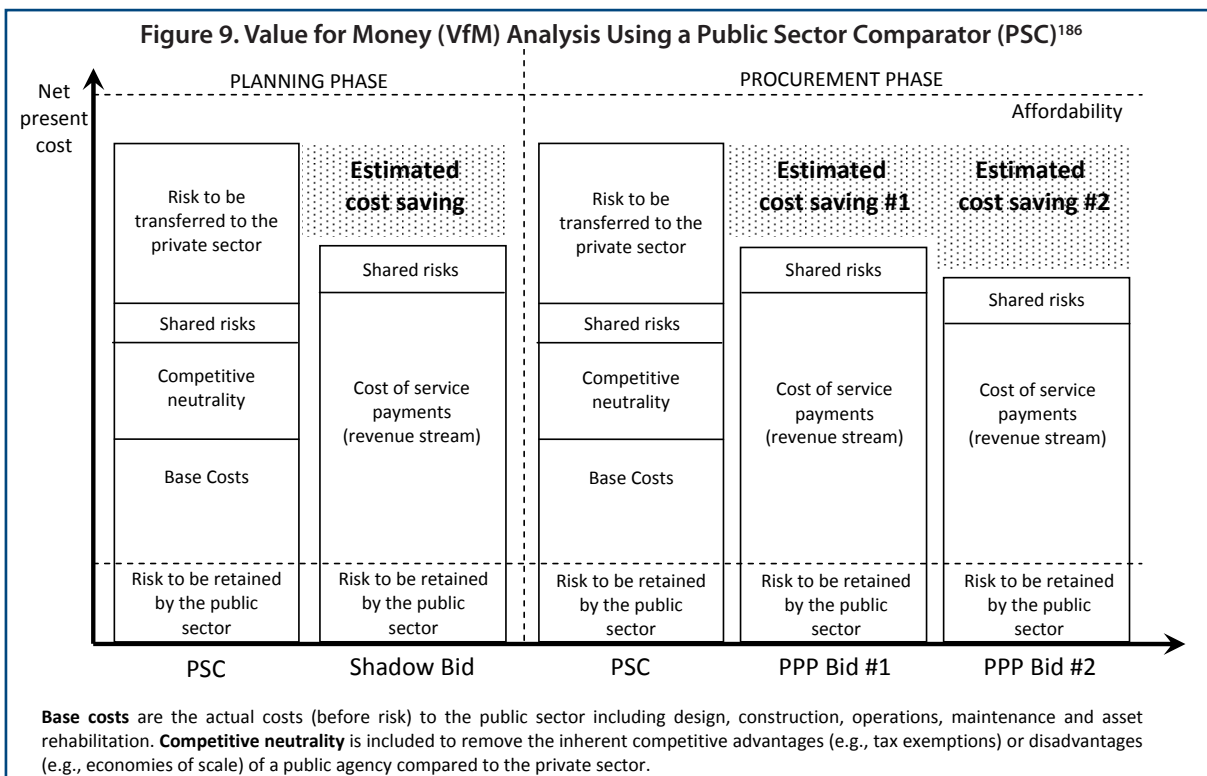 Figure 9. Value for Money (VfM) Analysis Using a Public Sector Comparator (PSC)186
PLANNING PHASE
PROCUREMENT PHASE
Net
present
cost
Affordability
Risk to be
transferred to the
private sector
Shared risks
Competitive
neutrality
Base Costs
Risk to be retained
by the public
sector
PSC
Estimated
cost saving
Shared risks
Cost of service
payments
(revenue stream)
Risk to be retained
by the public
sector
Shadow Bid
Risk to be
transferred to the
private sector
Shared risks
Competitive
neutrality
Base Costs
Risk to be retained
by the public
sector
PSC
Estimated
cost saving #1
Shared risks
Cost of service
payments
(revenue stream)
Risk to be retained
by the public
sector
PPP Bid #1
Estimated
cost saving #2
Shared risks
Cost of service
payments
(revenue stream)
Risk to be retained
by the public
sector
PPP Bid #2
Base costs are the actual costs (before risk) to the public sector including design, construction, operations, maintenance and asset
rehabilitation. Competitive neutrality is included to remove the inherent competitive advantages (e.g., tax exemptions) or disadvantages
(e.g., economies of scale) of a public agency compared to the private sector.